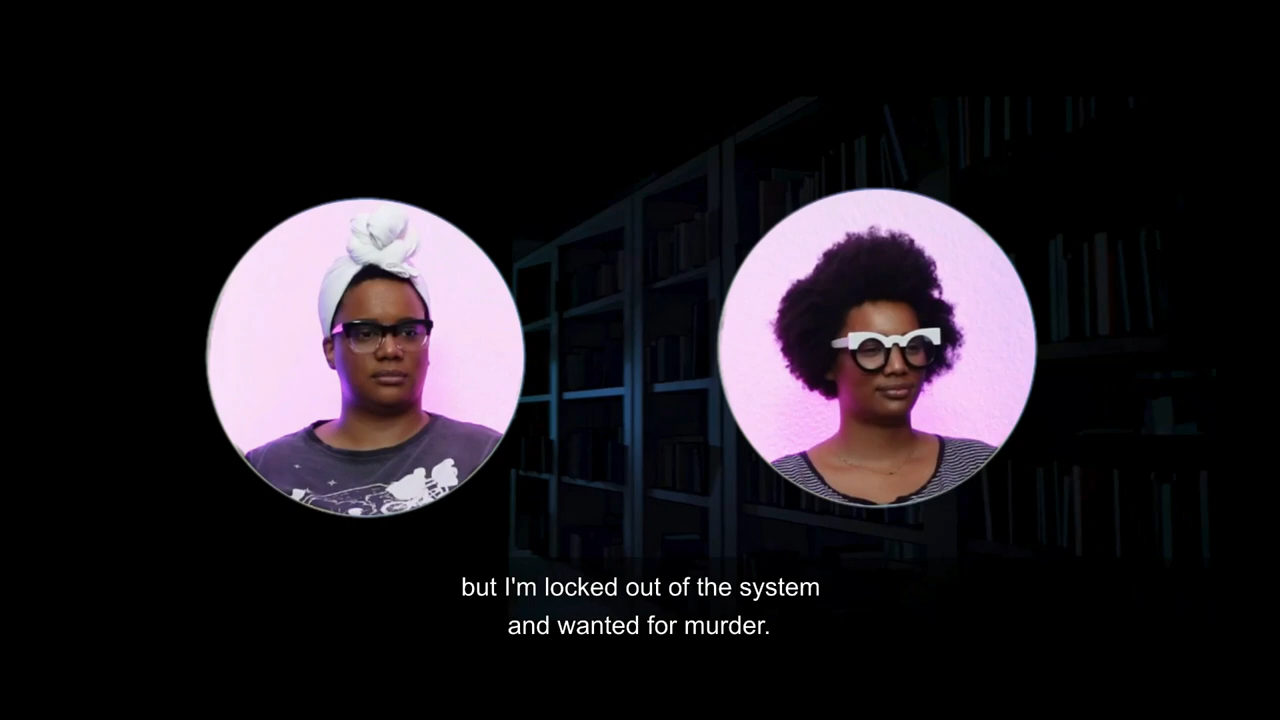 but I'm locked out of the system
and wanted for murder.